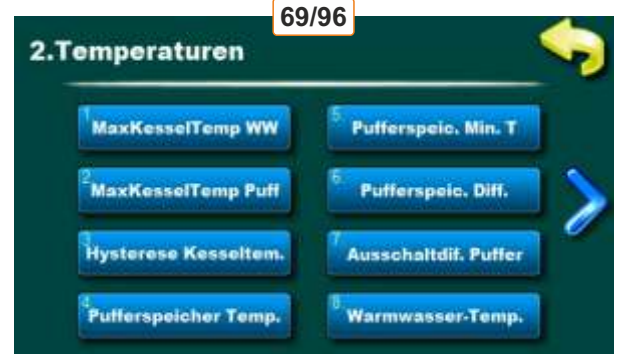 69/96
2.Temperaturen
1 MaxKesselTemp WW
2 MaxKesselTemp Puff
3 Hysterese Kesseltem.
4 Pufferspeicher Temp.
5 Pufferspeic. Min. T
6 Pufferspeic. Diff.
7 Ausschaltdif. Puffer
8 Warmwasser-Temp.